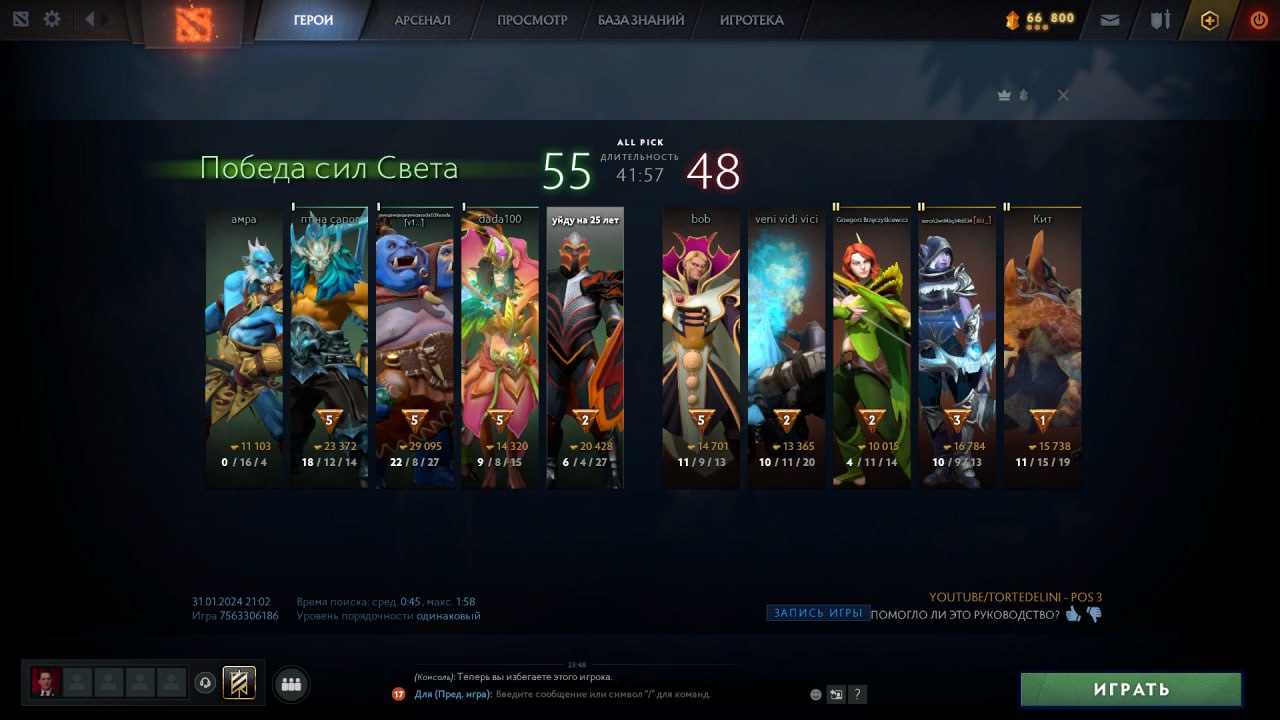 ГЕРОИ
АРСЕНАЛ
ПРОСМОТР
БАЗА ЗНАНИЙ
ИГРОТЕКА
66 800
ALL PICK
Победа сил Света
55
ДЛИТЕЛЬНОСТЬ
41:57
48
амра
птна сапог
[v1...]
dada100
уйду на 25 лет
bob
veni vidi vici
Grzegorz Brzęczyszkiewicz
[au_]
Кит
5
5
5
2
5
2
2
3
1
11 103
23 372
29 095
14 320
20 428
14 701
13 365
10 015
16 784
15 738
0 / 16 / 4
18 / 12 / 14
22 / 8 / 27
9 / 8 / 15
6 / 4 / 27
11 / 9 / 13
10 / 11 / 20
4 / 11 / 14
10 / 9 / 13
11 / 15 / 19
31.01.2024 21:02
Время поиска: сред. 0:45, макс. 1:58
Игра 7563306186
Уровень порядочности одинаковый
YOUTUBE/TORTEDELINI - POS 3
ЗАПИСЬ ИГРЫ
ПОМОГЛО ЛИ ЭТО РУКОВОДСТВО?
21:48
(Консоль): Теперь вы избегаете этого игрока.
17
Для (Пред. игра): Введите сообщение или символ "/" для команд.
?
ИГРАТЬ